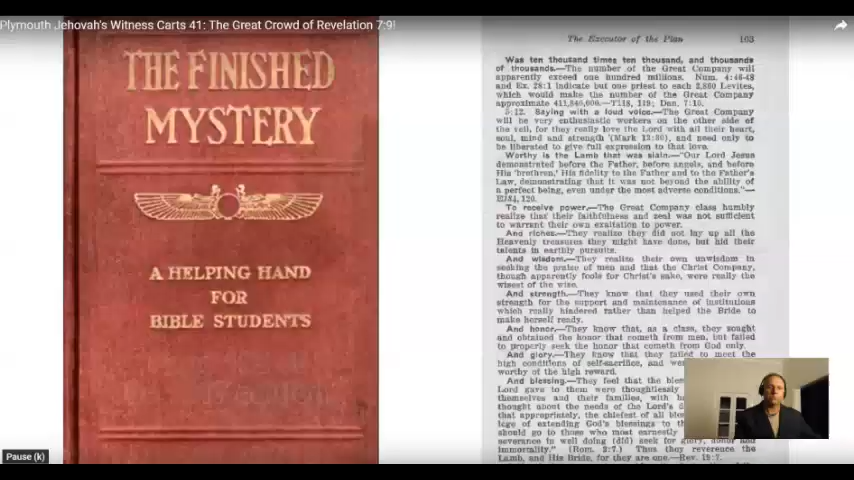 Plymouth Jehovah's Witness Carts 41: The Great Crowd of Revelation 7:9!
THE FINISHED
MYSTERY
A HELPING HAND
FOR
BIBLE STUDENTS
Pause (k)
The Executor of the Plan 103
Was ten thousand times ten thousand, and thousands
of thousands.—The number of the Great Company will
apparently exceed one hundred millions. Num. 4:46-48
and Ex. 28:1 indicate but one priest to each 2,860 Levites,
which would make the number of the Great Company
approximate 411,840,000.—T118, 119; Dan. 7:10.
5:12. Saying with a loud voice.—The Great Company
will be very enthusiastic workers on the other side of
the veil, for they really love the Lord with all their heart,
soul, mind and strength (Mark 12:30), and need only to
be liberated to give full expression to that love.
Worthy is the Lamb that was slain.—"Our Lord Jesus
demonstrated before the Father, before angels, and before
His 'brethren,' His fidelity to the Father and to the Father's
Law, demonstrating that it was not beyond the ability of
a perfect being, even under the most adverse conditions."—
120.
To receive power.—The Great Company class humbly
realize that their faithfulness and zeal was not sufficient
to warrant their own exaltation to power.
And riches.—They realize they did not lay up all the
Heavenly treasures they might have done, but hid their
talents in earthly pursuits.
And wisdom.—They realize their own unwisdom in
seeking the praise of men and that the Christ Company,
though apparently fools for Christ's sake, were really the
wisest of the wise.
And strength.—They know that they used their own
strength for the support and maintenance of institutions
which really hindered rather than helped the Bride to
make herself ready.
And honor.—They know that, as a class, they sought
and obtained the honor that cometh from men, but failed
to properly seek the honor that cometh from God only.
And glory.—They know they failed to meet the
high conditions of self-sacrifice, and
worthy of the high reward.
And blessing.—They feel that the
Lord gave to them were thoughtlessly
themselves and their families, with
thought about the needs of the Lord's
that appropriately, the chiefest of all
lege of extending God's blessings to
should go to those who most earnestly
severance in well doing (did) seek for glory, honor and
immortality." (Rom. 2:7.) Thus they reverence the
Lamb, and His Bride, for they are one.—Rev. 19:7.